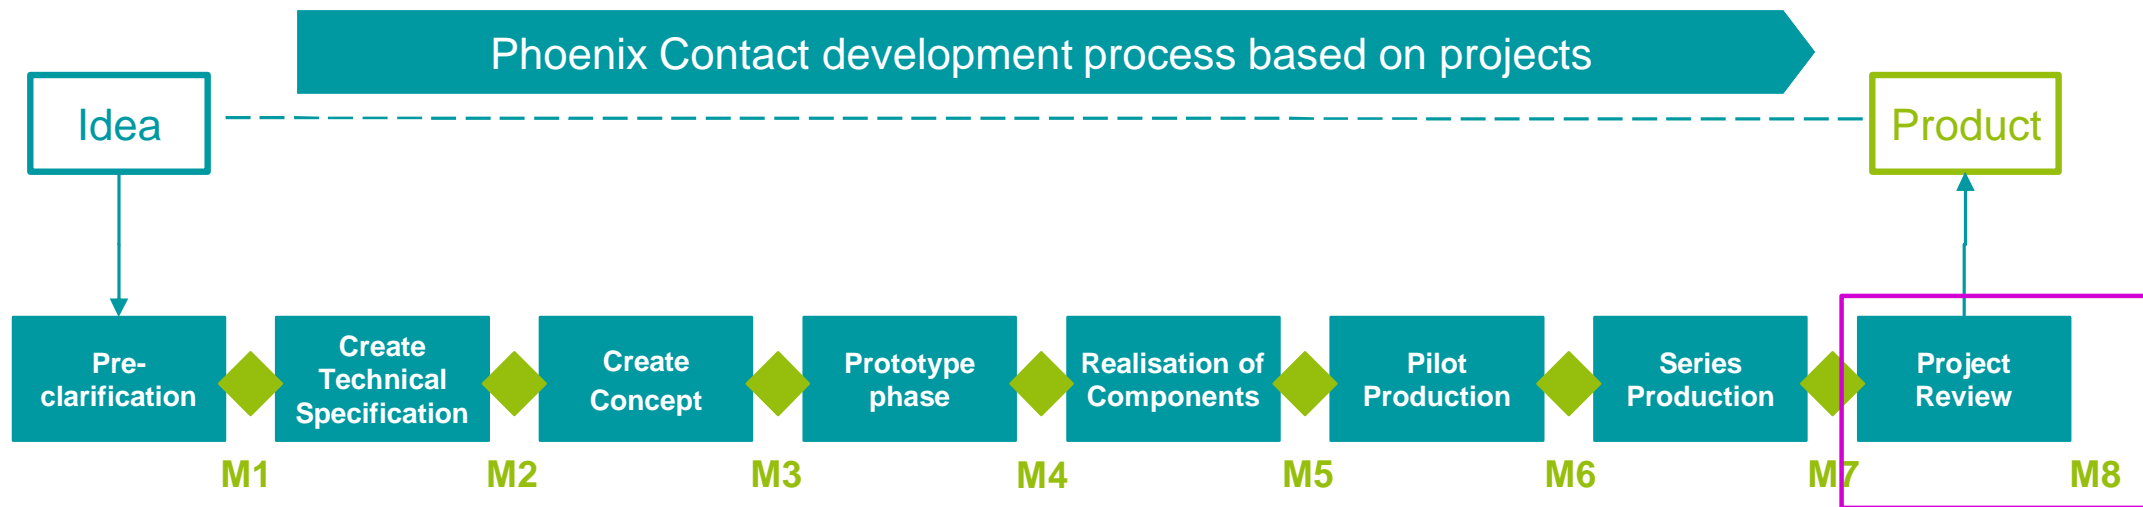 Phoenix Contact development process based on projects
Idea
Product
Pre-
clarification
Create
Technical
Specification
Create
Concept
Prototype
phase
Realisation of
Components
Pilot
Production
Series
Production
Project
Review
M1
M2
M3
M4
M5
M6
M7
M8